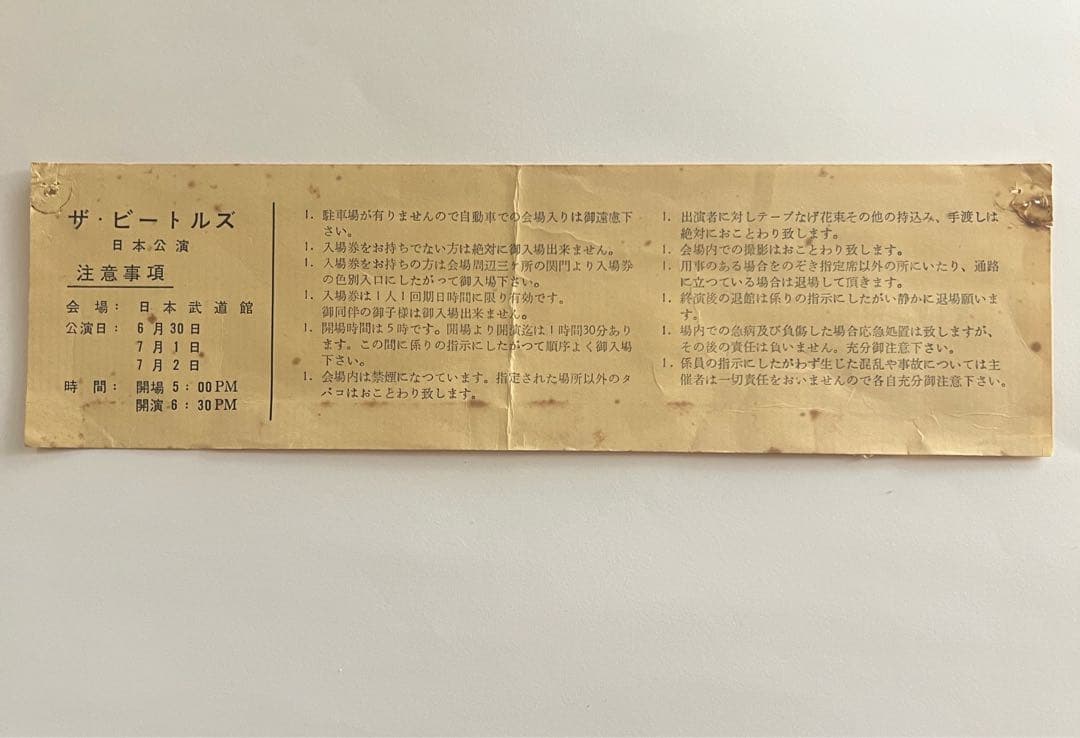 ザ・ビートルズ
日本公演
注意事項
会場：日本武道館
公演日：6月30日
7月1日
7月2日
時間：開場5：00PM
開演6：30PM
1. 駐車場が有りませんので自動車での会場入りは御遠慮下
さい。
1. 入場券をお持ちでない方は絶対に御入場出来ません。
1. 入場券をお持ちの方は会場周辺三ヶ所の関門より入場券
の色別入口にしたがって御入場下さい。
1. 入場券は1人1回期日時間に限り有効です。
御同伴の御子様は御入場出来ません。
1. 開場時間は5時です。開場より開演迄は1時間30分あり
ます。この間に係りの指示にしたがつて順序よく御入場
下さい。
1. 会場内は禁煙になつています。指定された場所以外のタ
バコはおことわり致します。
1. 出演者に対しテープなげ花束その他の持込み、手渡しは
絶対におことわり致します。
1. 会場内での撮影はおことわり致します。
1. 用事のある場合をのぞき指定席以外の所にいたり、通路
に立つている場合は退場して頂きます。
1. 終演後の退館は係りの指示にしたがい静かに退場願いま
す。
1. 場内での急病及び負傷した場合応急処置は致しますが、
その後の責任は負いません。充分御注意下さい。
1. 係員の指示にしたがわず生じた混乱や事故については主
催者は一切責任をおいませんので各自充分御注意下さい。